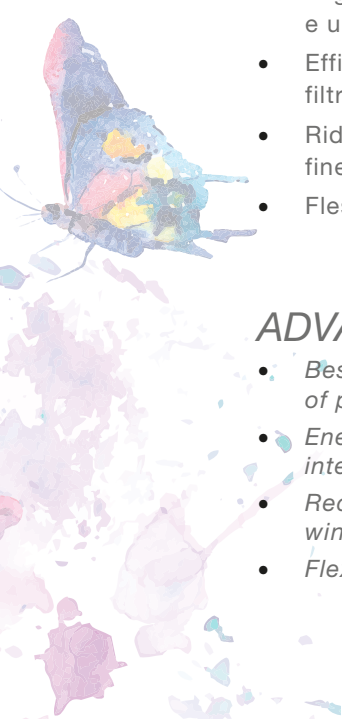 e u
• Effi
filtr
• Rid
fine
• Fles
ADVA
• Bes
of p
• Ene
inte
• Red
win
• Flex